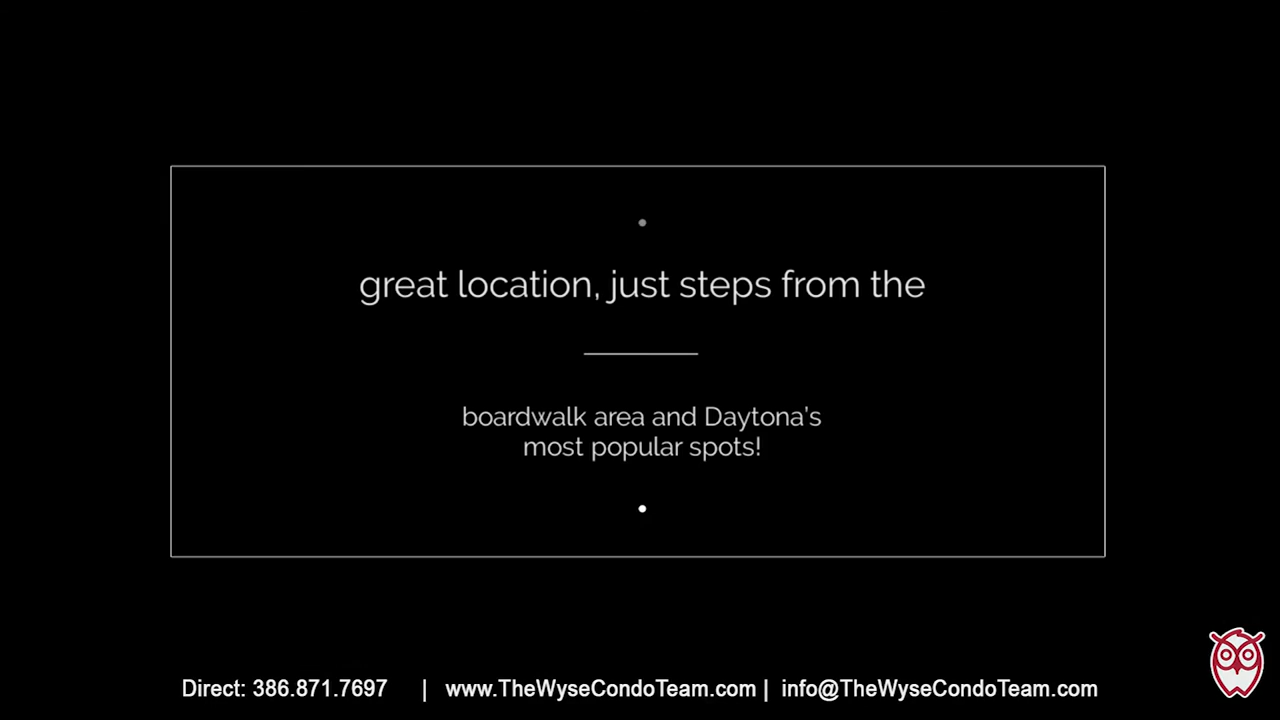 great location, just steps from the
boardwalk area and Daytona's
most popular spots!
Direct: 386.871.7697 | www.TheWyseCondoTeam.com | info@TheWyseCondoTeam.com